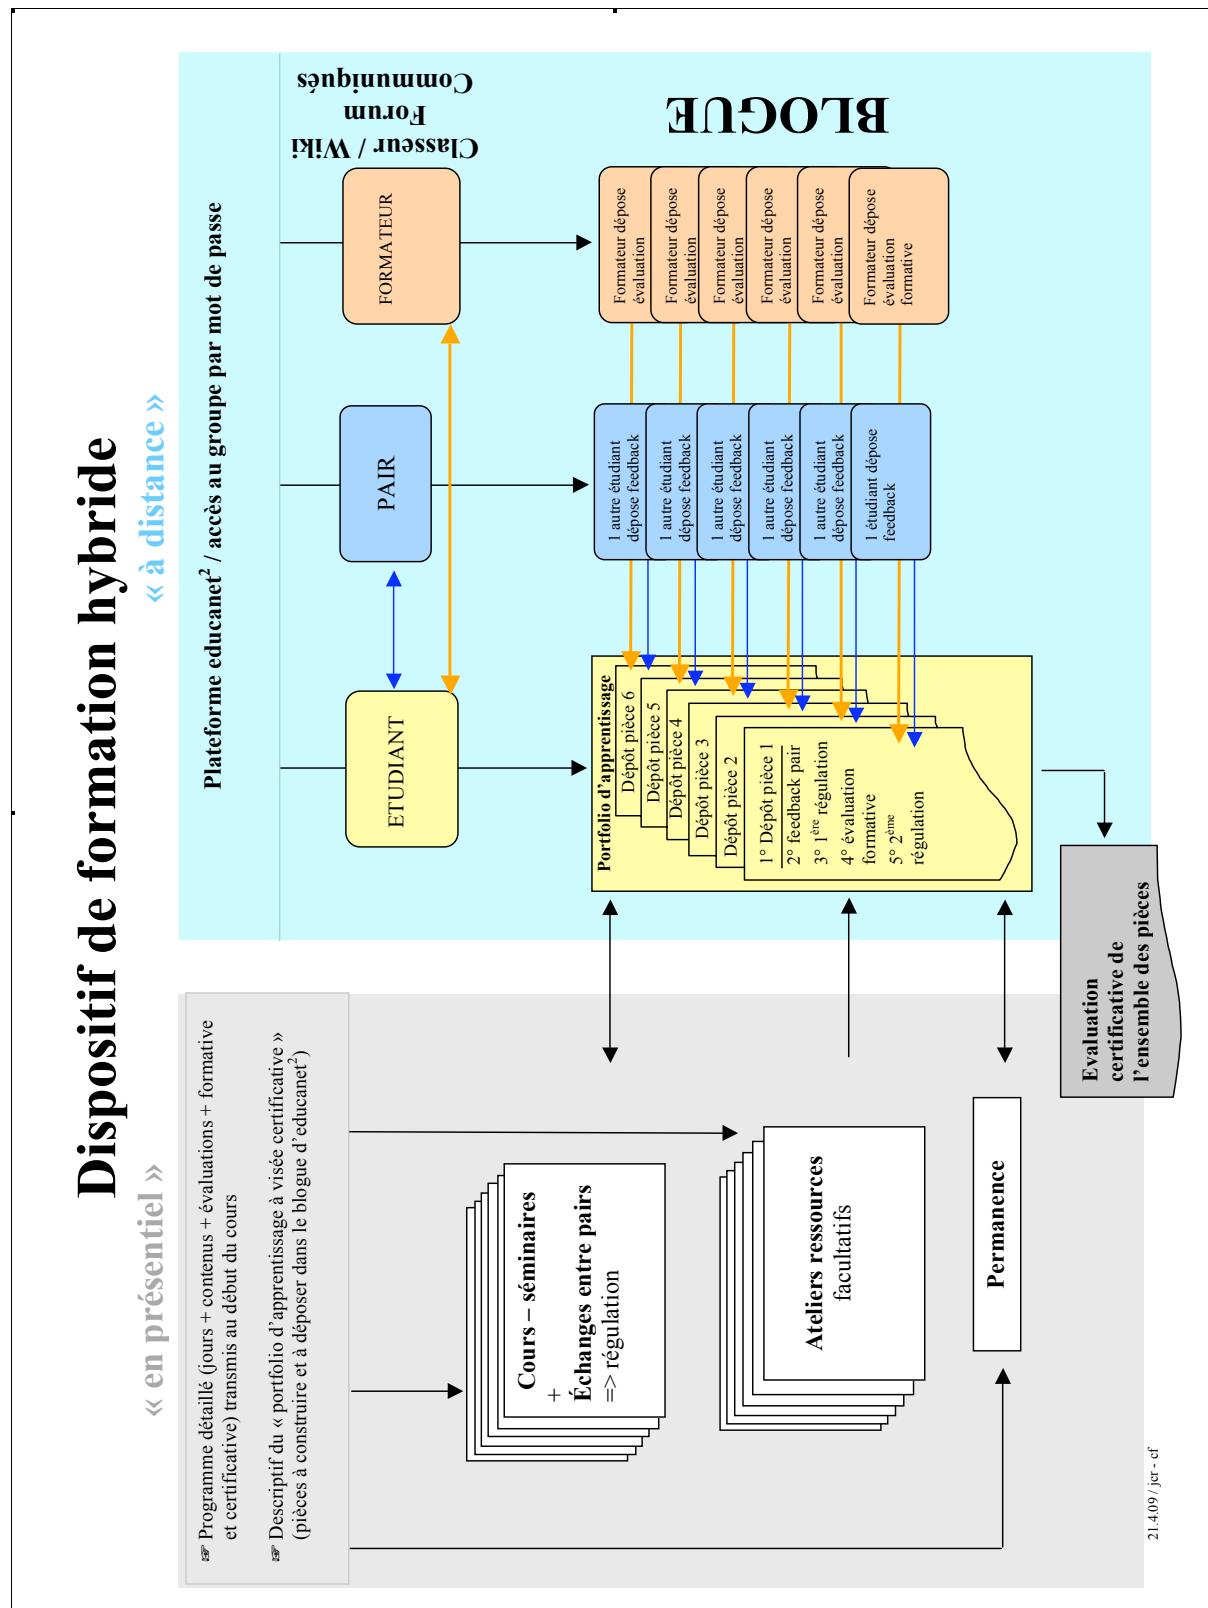 Dispositif de formation hybride
« en présentiel »
« à distance »
☞ Programme détaillé (jours + contenus + évaluations + formative
et certificative) transmis au début du cours
☞ Descriptif du « portfolio d’apprentissage à visée certificative »
(pièces à construire et à déposer dans le blogue d’educanet²)
Cours – séminaires
+
Échanges entre pairs
=> régulation
Ateliers ressources
facultatifs
Permanence
Plateforme educanet² / accès au groupe par mot de passe
ETUDIANT
PAIR
FORMATEUR
Classeur / Wiki
Forum
Communiqués
BLOGUE
Portfolio d’apprentissage
Dépôt pièce 6
Dépôt pièce 5
Dépôt pièce 4
Dépôt pièce 3
Dépôt pièce 2
1° Dépôt pièce 1
2° feedback pair
3° 1ère régulation
4° évaluation
formative
5° 2ème
régulation
1 autre étudiant
dépose feedback
1 autre étudiant
dépose feedback
1 autre étudiant
dépose feedback
1 autre étudiant
dépose feedback
1 autre étudiant
dépose feedback
1 étudiant dépose
feedback
Formateur dépose
évaluation
Formateur dépose
évaluation
Formateur dépose
évaluation
Formateur dépose
évaluation
Formateur dépose
évaluation
Formateur dépose
évaluation
formative
Evaluation
certificative de
l’ensemble des pièces
21.4.09 / jcr - cf